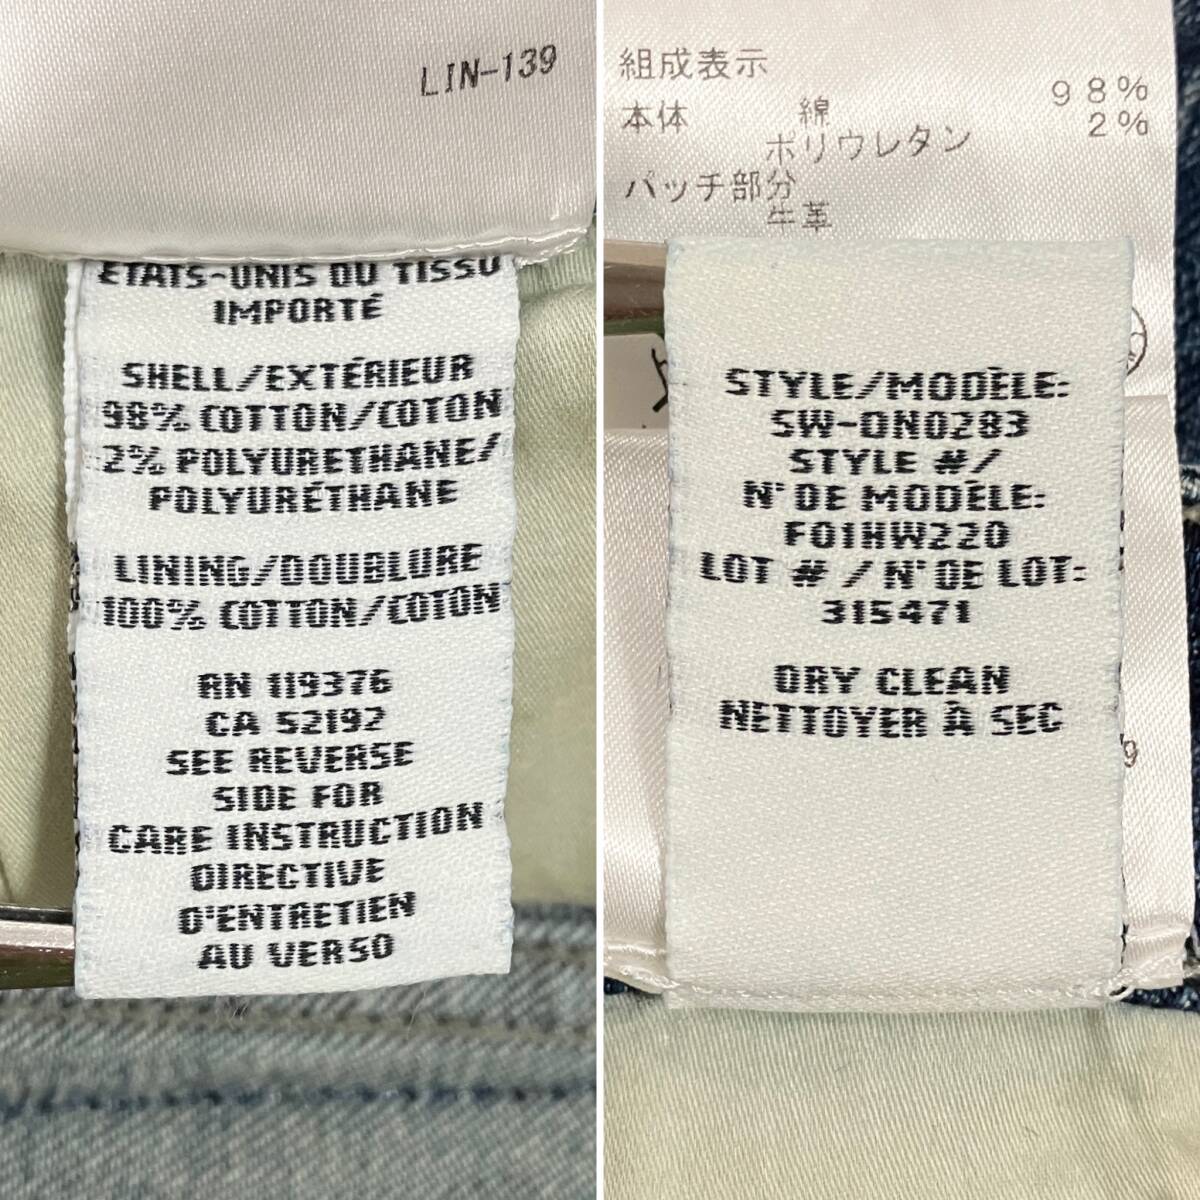 LIN-139
ÉTATS-UNIS DU TISSU
IMPORTÉ
SHELL/EXTÉRIEUR
98% COTTON/COTON
2% POLYURETHANE/
POLYURÉTHANE
LINING/DOUBLURE
100% COTTON/COTON
RN 119376
CA 52192
SEE REVERSE
SIDE FOR
CARE INSTRUCTION
DIRECTIVE
D'ENTRETIEN
AU VERSO
組成表示
本体 綿 98%
ポリウレタン 2%
パッチ部分
牛革
STYLE/MODÈLE:
SW-DN0283
STYLE #/
N°DE MODÈLE:
F01HW220
LOT # / N°DE LOT:
315471
DRY CLEAN
NETTOYER À SEC
9